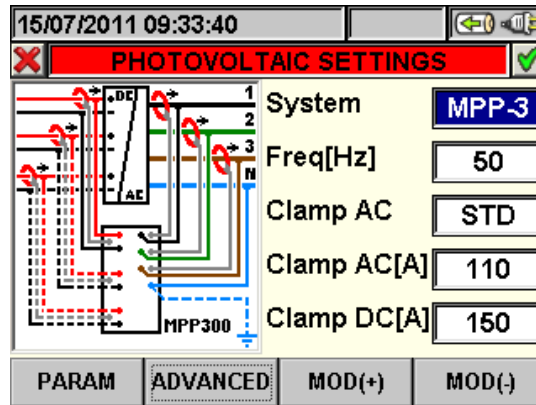 15/07/2011 09:33:40
PHOTOVOLTAIC SETTINGS
DC
AC
1
2
3
N
MPP300
System MPP-3
Freq[Hz] 50
Clamp AC STD
Clamp AC[A] 110
Clamp DC[A] 150
PARAM ADVANCED MOD(+) MOD(-)